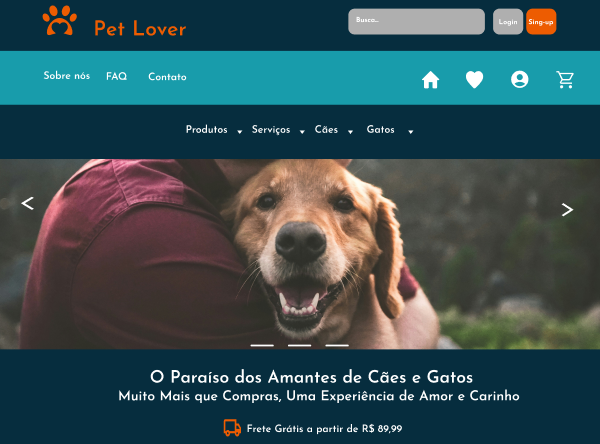 Pet Lover
Busca...
Login
Sing-up
Sobre nós FAQ Contato
Produtos Serviços Cães Gatos
O Paraíso dos Amantes de Cães e Gatos
Muito Mais que Compras, Uma Experiência de Amor e Carinho
Frete Grátis a partir de R$ 89,99